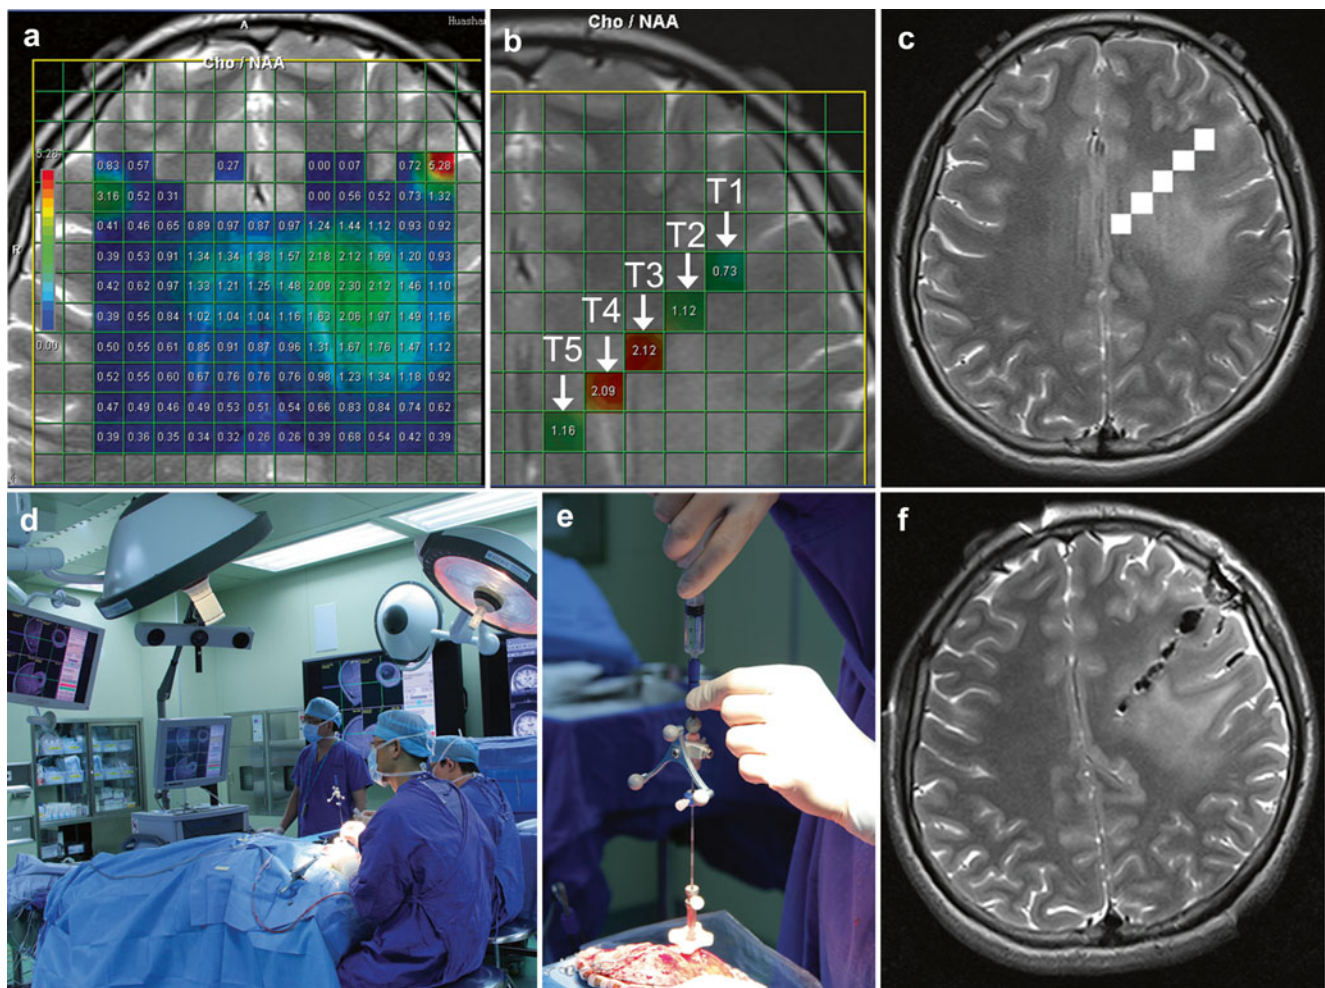 a
A
Huashan
Cho / NAA
5.28
0.83 0.57 0.27 0.00 0.07 0.72 5.28
3.16 0.52 0.31 0.00 0.56 0.52 0.73 1.32
0.41 0.46 0.65 0.89 0.97 0.87 0.97 1.24 1.44 1.12 0.93 0.92
R
0.39 0.53 0.91 1.34 1.34 1.38 1.57 2.18 2.12 1.69 1.20 0.93
0.42 0.62 0.97 1.33 1.21 1.25 1.48 2.09 2.30 2.12 1.46 1.10
0.39 0.55 0.84 1.02 1.04 1.04 1.16 1.63 2.06 1.97 1.49 1.16
0.00
0.50 0.55 0.61 0.85 0.91 0.87 0.96 1.31 1.67 1.76 1.47 1.12
0.52 0.55 0.60 0.67 0.76 0.76 0.76 0.98 1.23 1.34 1.18 0.92
0.47 0.49 0.46 0.49 0.53 0.51 0.54 0.66 0.83 0.84 0.74 0.62
0.39 0.36 0.35 0.34 0.32 0.26 0.26 0.39 0.68 0.54 0.42 0.39
b
Cho / NAA
T1
T2
0.73
T3
1.12
T4
2.12
T5
2.09
1.16
c
d
e
f